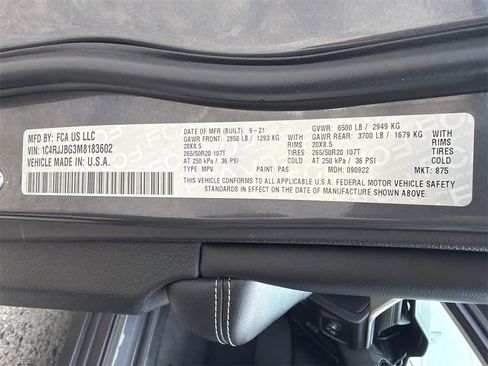 MFD BY: FCA US LLC
VIN: 1C4RJJBG3M8183602
VEHICLE MADE IN U.S.A.
DATE OF MFR (BUILT): 9-21 GVWR: 6500 LB / 2949 KG
GAWR FRONT: 2850 LB / 1293 KG GAWR REAR: 3700 LB / 1679 KG
20X8.5 RIMS 20X8.5 RIMS
265/50R20 107T TIRES 265/50R20 107T TIRES
AT 250 kPa / 36 PSI AT 250 kPa / 36 PSI
TYPE: MPV PAINT: PAS MDH: 090922 MKT: 875
THIS VEHICLE CONFORMS TO ALL APPLICABLE U.S.A. FEDERAL MOTOR VEHICLE SAFETY STANDARDS
IN EFFECT ON THE DATE OF MANUFACTURE SHOWN ABOVE.